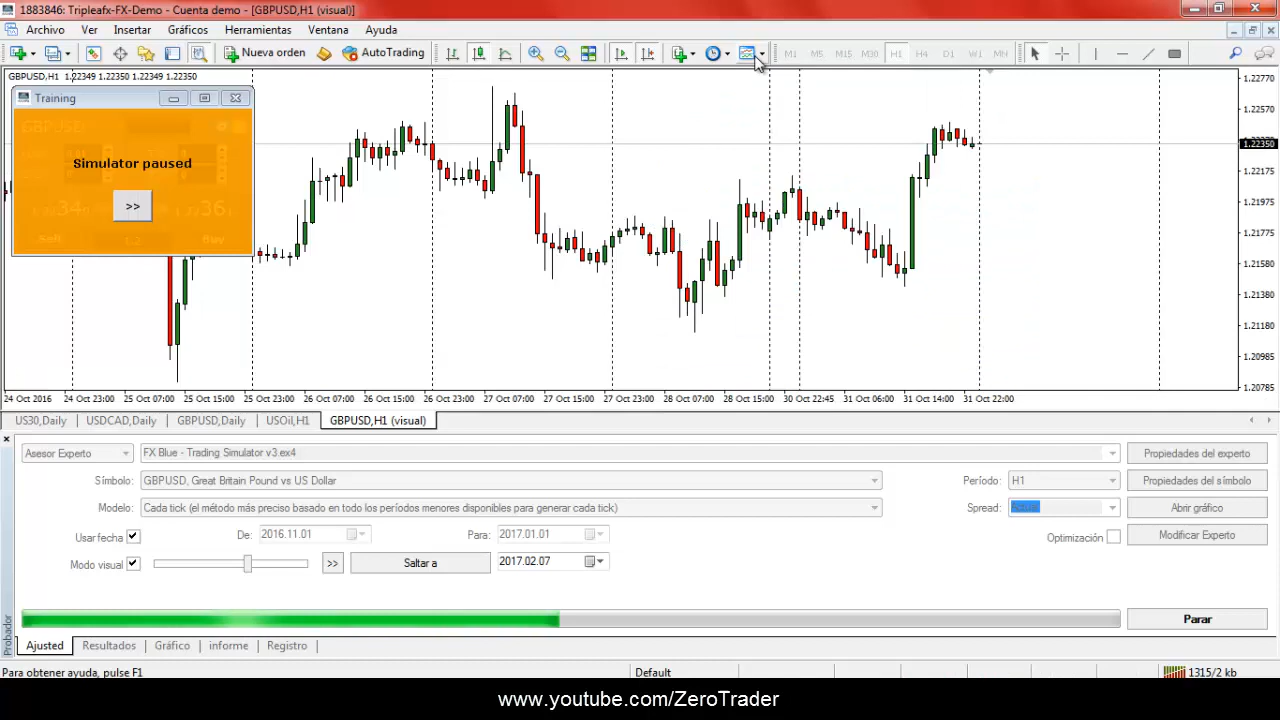 1883846: Tripleafx-FX-Demo - Cuenta demo - [GBPUSD,H1 (visual)]
Archivo Ver Insertar Gráficos Herramientas Ventana Ayuda
Nueva orden AutoTrading M1 M5 M15 M30 H1 H4 D1 W1 MN
GBPUSD,H1 1.22349 1.22350 1.22349 1.22350
Training
GBPUSD
Simulator paused
>>
34 36
Sell 1.2 Buy
1.22770
1.22570
1.22350
1.22175
1.21975
1.21775
1.21580
1.21380
1.21180
1.20985
1.20785
24 Oct 2016 24 Oct 23:00 25 Oct 07:00 25 Oct 15:00 25 Oct 23:00 26 Oct 07:00 26 Oct 15:00 26 Oct 23:00 27 Oct 07:00 27 Oct 15:00 27 Oct 23:00 28 Oct 07:00 28 Oct 15:00 30 Oct 22:45 31 Oct 06:00 31 Oct 14:00 31 Oct 22:00
US30,Daily USDCAD,Daily GBPUSD,Daily USOil,H1 GBPUSD,H1 (visual)
Asesor Experto FX Blue - Trading Simulator v3.ex4 Propiedades del experto
Símbolo: GBPUSD, Great Britain Pound vs US Dollar Período: H1 Propiedades del símbolo
Modelo: Cada tick (el método más preciso basado en todo los períodos menores disponibles para generar cada tick) Spread: Actual Abrir gráfico
Usar fecha De: 2016.11.01 Para: 2017.01.01 Optimización Modificar Experto
Modo visual >> Saltar a 2017.02.07
Parar
Probador
Ajusted Resultados Gráfico informe Registro
Para obtener ayuda, pulse F1 Default 1315/2 kb
www.youtube.com/ZeroTrader